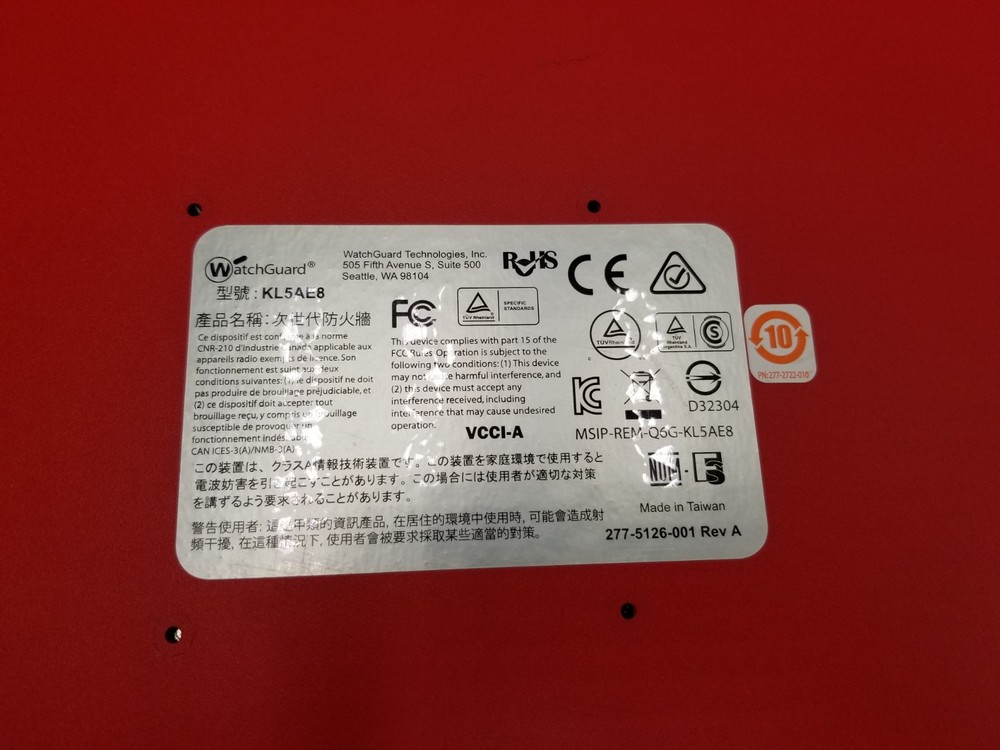 WatchGuard®
WatchGuard Technologies, Inc.
505 Fifth Avenue S, Suite 500
Seattle, WA 98104
RoHS
CE
型號 : KL5AE8
產品名稱: 次世代防火牆
FC
TÜVRheinland
SPECIFIC
STANDARDS
Ce dispositif est conforme à la norme
CNR-210 d'Industrie Canada applicable aux
appareils radio exempts de licence. Son
fonctionnement est sujet aux deux
conditions suivantes: (1) le dispositif ne doit
pas produire de brouillage préjudiciable, et
(2) ce dispositif doit accepter tout
brouillage reçu, y compris un brouillage
susceptible de provoquer un
fonctionnement indésirable.
CAN ICES-3(A)/NMB-3(A)
This device complies with part 15 of the
FCC Rules Operation is subject to the
following two conditions: (1) This device
may not cause harmful interference, and
(2) this device must accept any
interference received, including
interference that may cause undesired
operation.
VCCI-A
TÜVRheinland
TÜV
Rheinland
Argentina S.A.
S
D32304
MSIP-REM-Q6G-KL5AE8
NOM-
この装置は、クラスA情報技術装置です。この装置を家庭環境で使用すると
電波妨害を引き起こすことがあります。この場合には使用者が適切な対策
を講ずるよう要求されることがあります。
警告使用者: 這是甲類的資訊產品, 在居住的環境中使用時, 可能會造成射
頻干擾, 在這種情況下, 使用者會被要求採取某些適當的對策。
Made in Taiwan
277-5126-001 Rev A
10
PN:277-2722-010